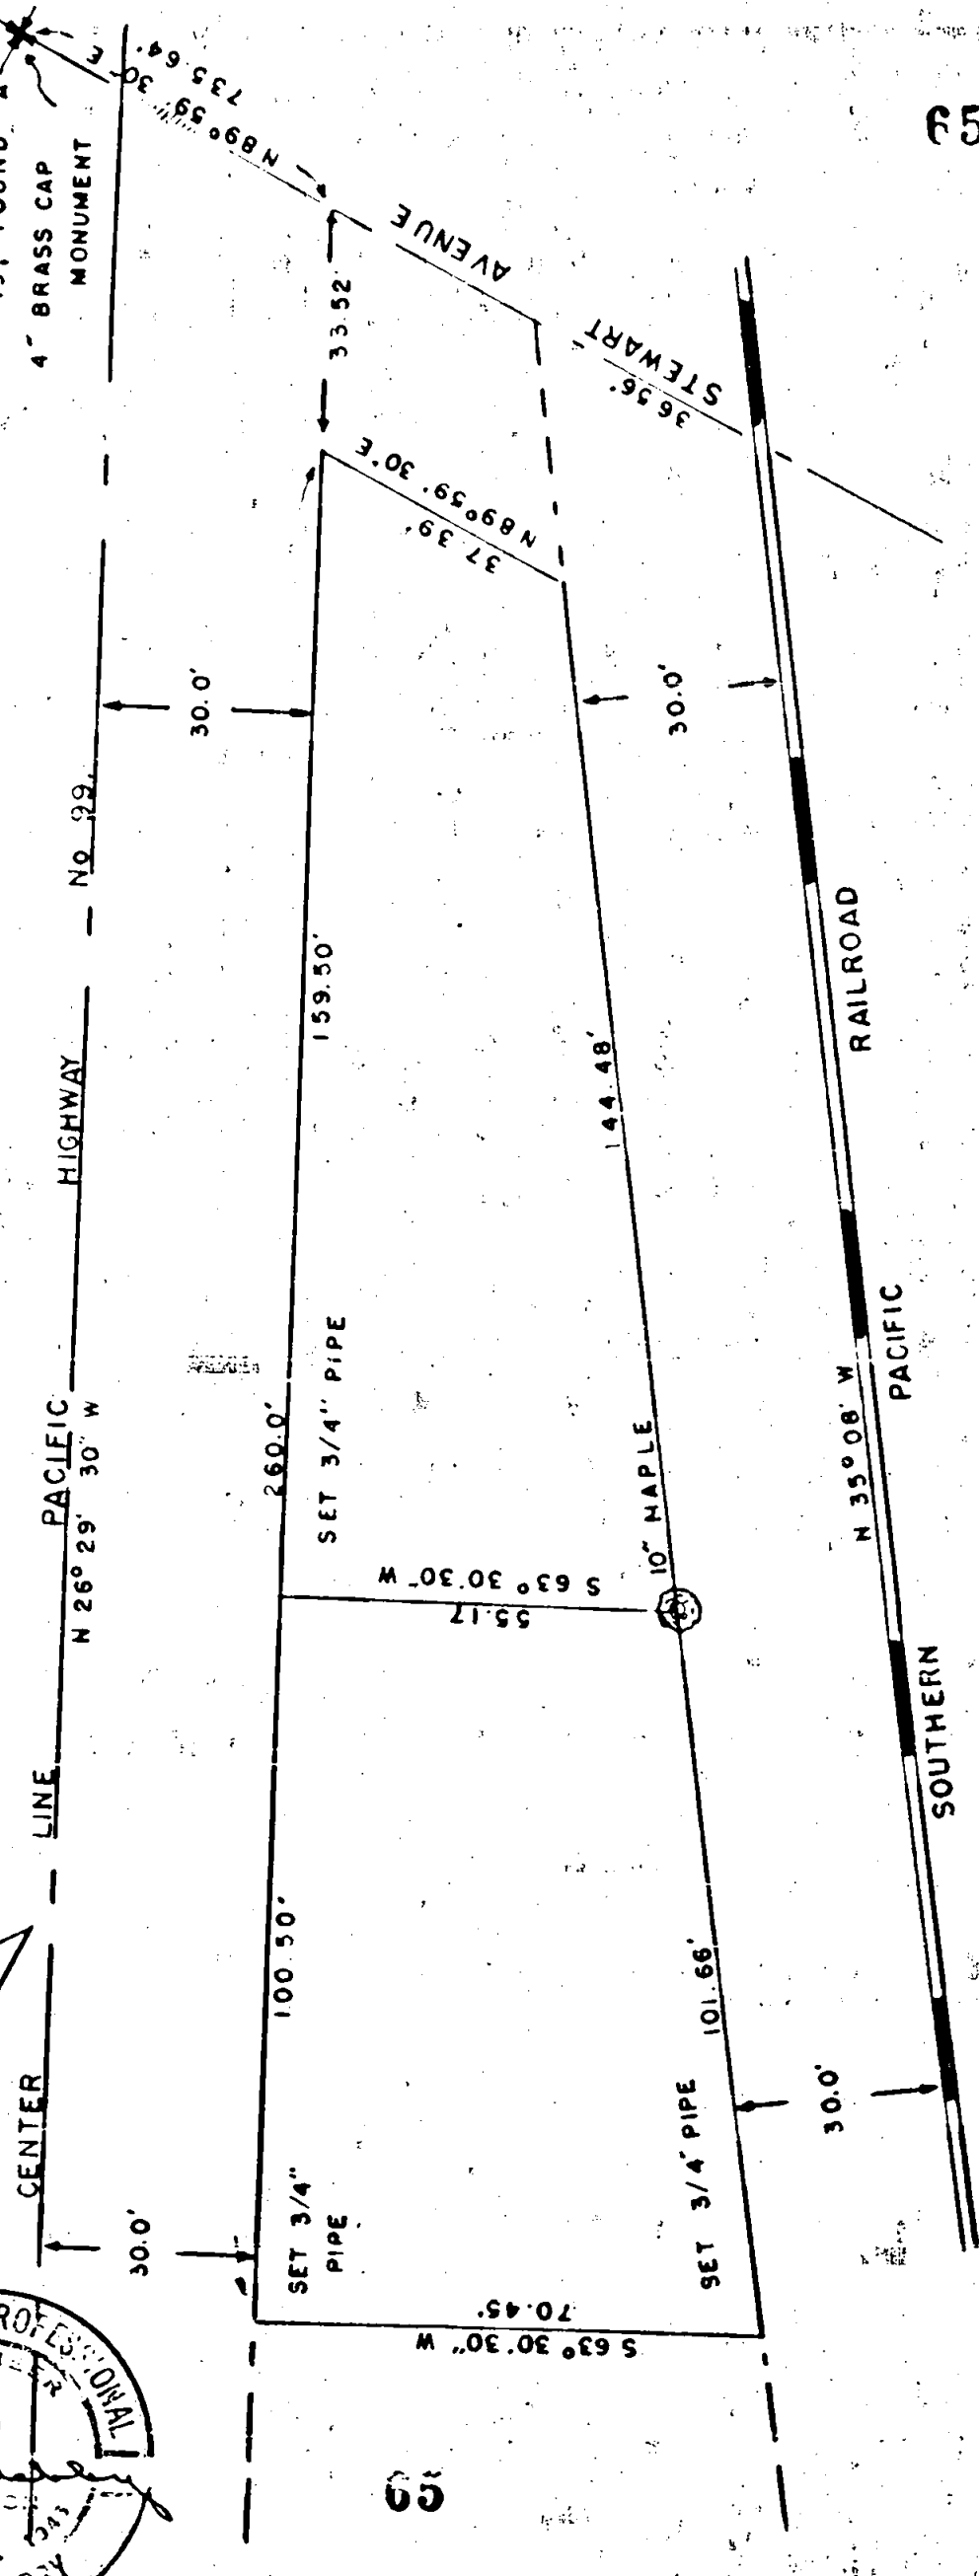 4" BRASS CAP
MONUMENT
N 89° 59' 30" E
735.64'
65
33.52'
AVENUE
STEWART
36.56'
N 89° 59' 30" E
37.39'
30.0'
30.0'
CENTER LINE PACIFIC HIGHWAY No 99.
N 26° 29' 30" W
159.50'
144.48'
RAILROAD
260.0'
SET 3/4" PIPE
10" MAPLE
S 63° 30' 30" W
55.17
N 35° 08' W
PACIFIC
SOUTHERN
100.50'
101.66'
30.0'
SET 3/4"
PIPE
SET 3/4" PIPE
30.0'
S 63° 30' 30" W
70.45'
PROFESSIONAL
65